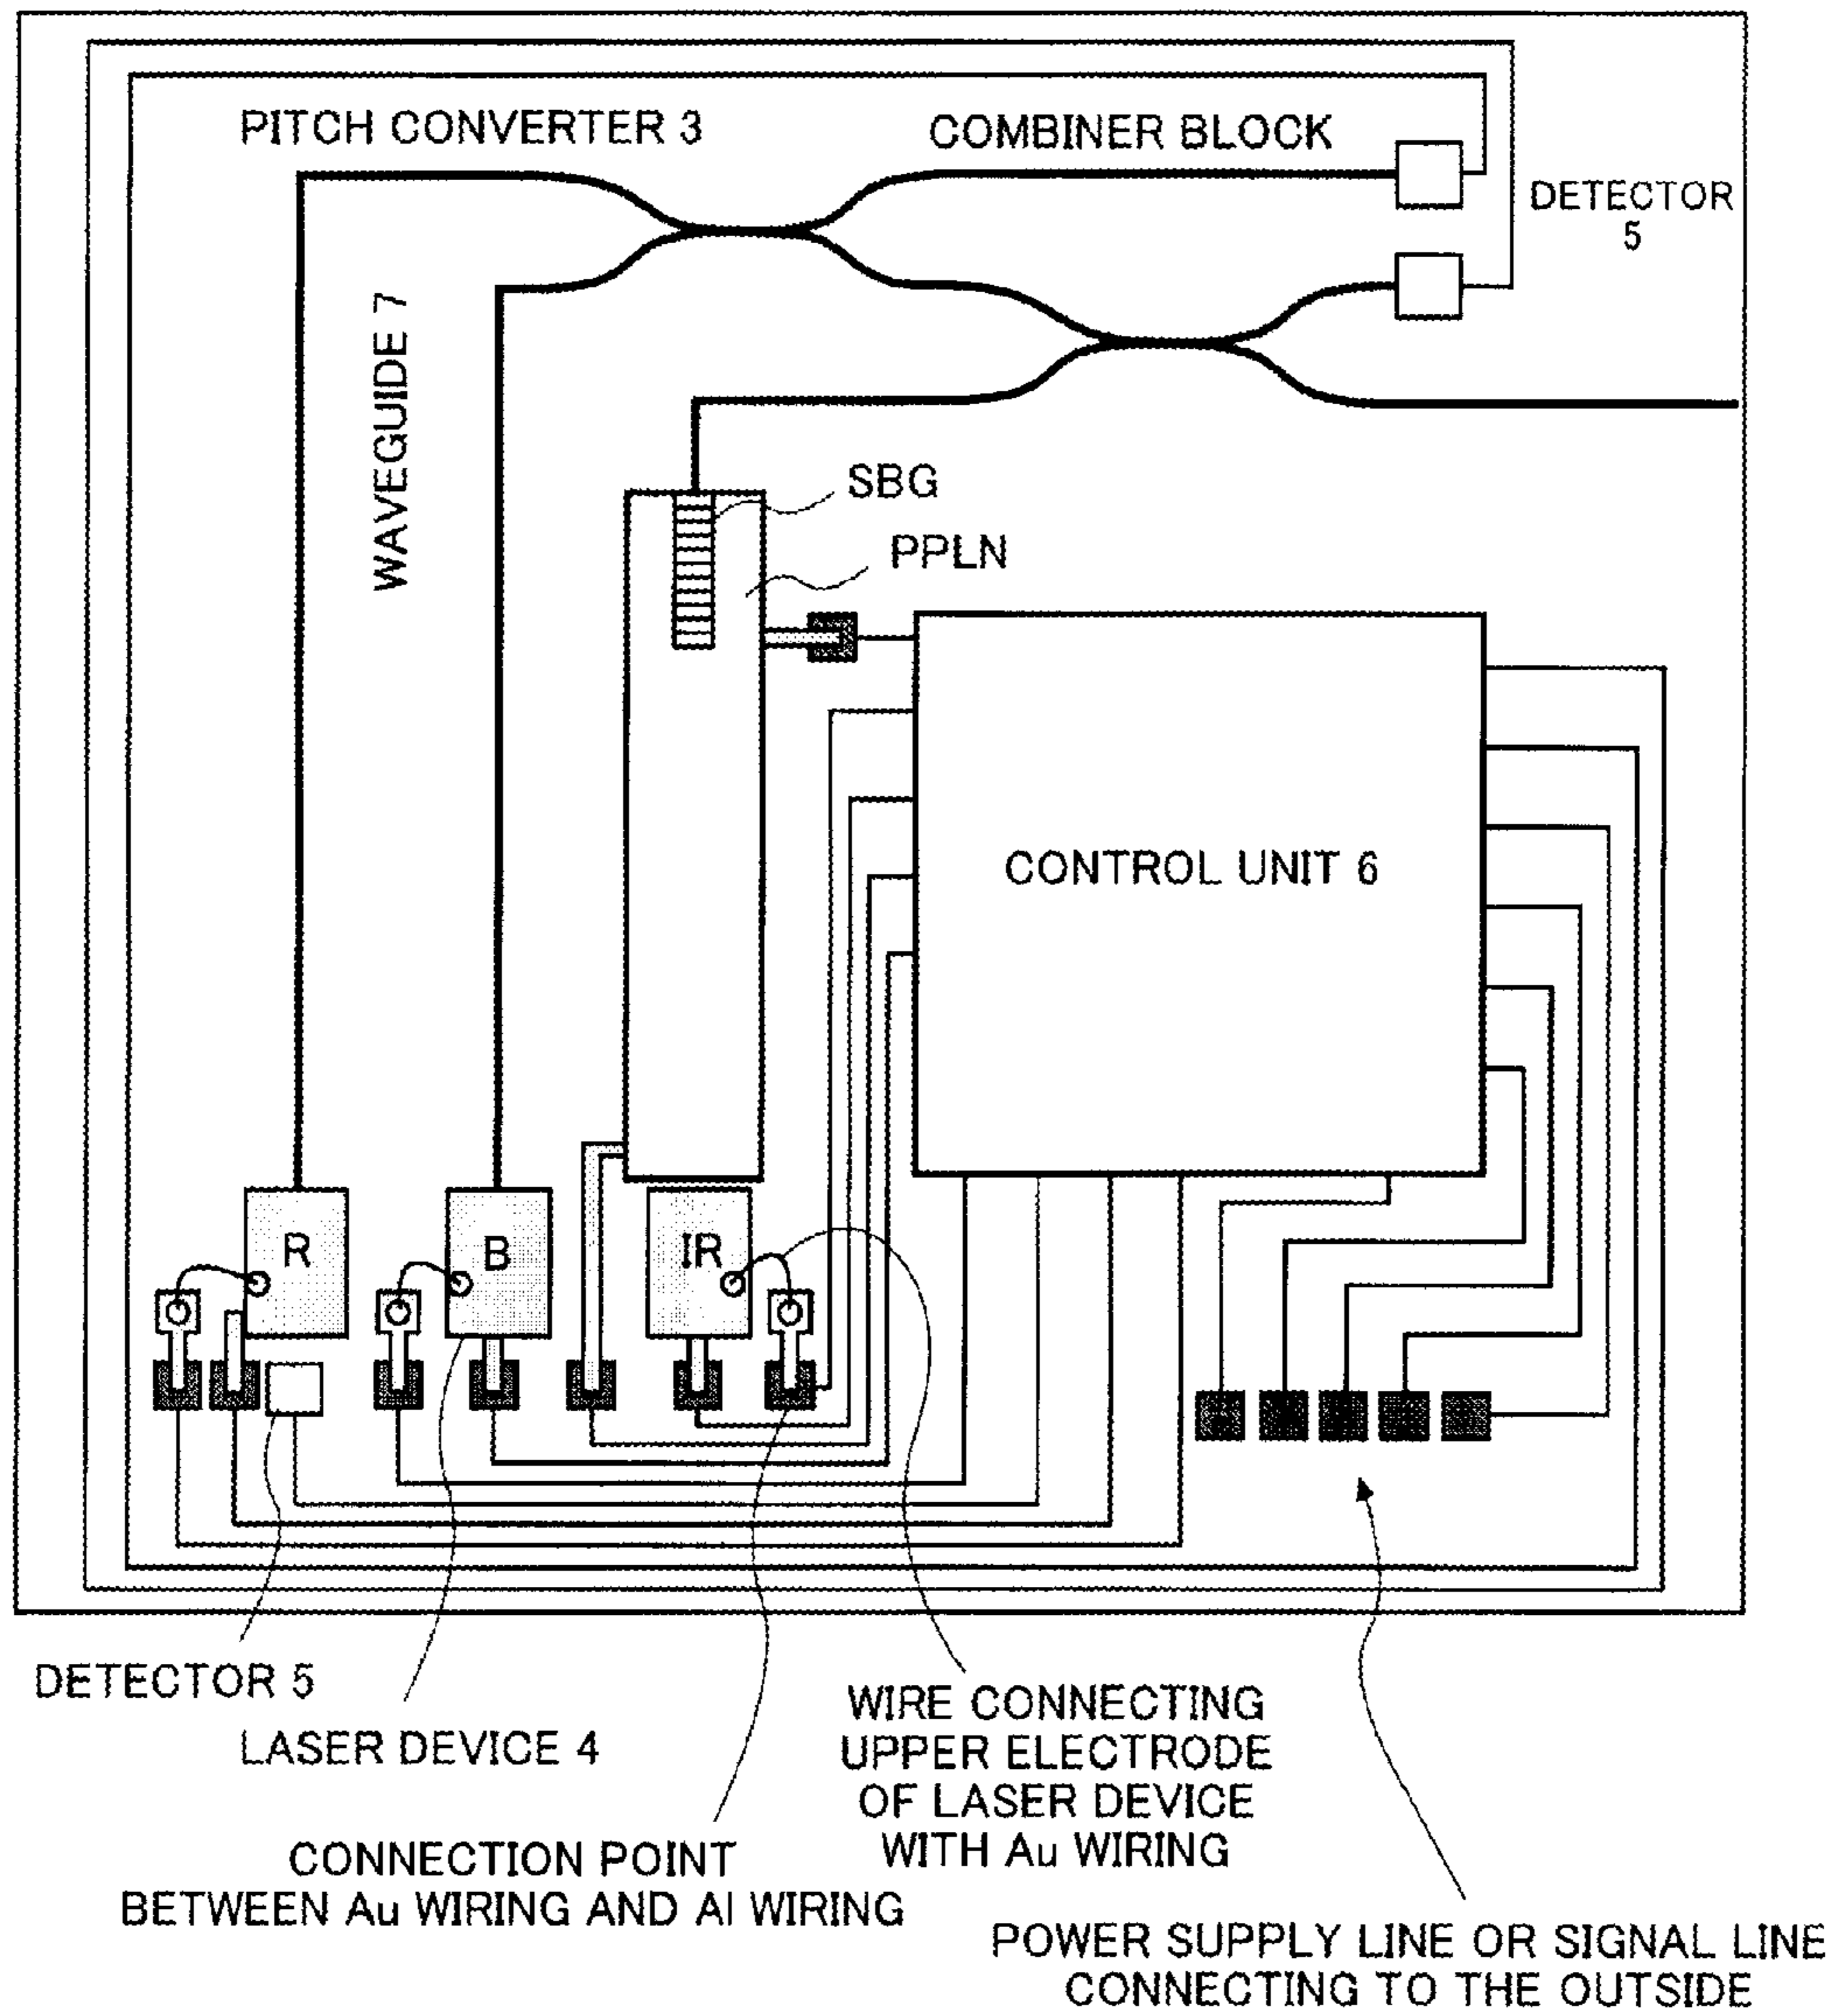 PITCH CONVERTER 3
COMBINER BLOCK
DETECTOR
5
WAVEGUIDE 7
SBG
PPLN
CONTROL UNIT 6
R
B
IR
DETECTOR 5
LASER DEVICE 4
CONNECTION POINT
BETWEEN Au WIRING AND Al WIRING
WIRE CONNECTING
UPPER ELECTRODE
OF LASER DEVICE
WITH Au WIRING
POWER SUPPLY LINE OR SIGNAL LINE
CONNECTING TO THE OUTSIDE